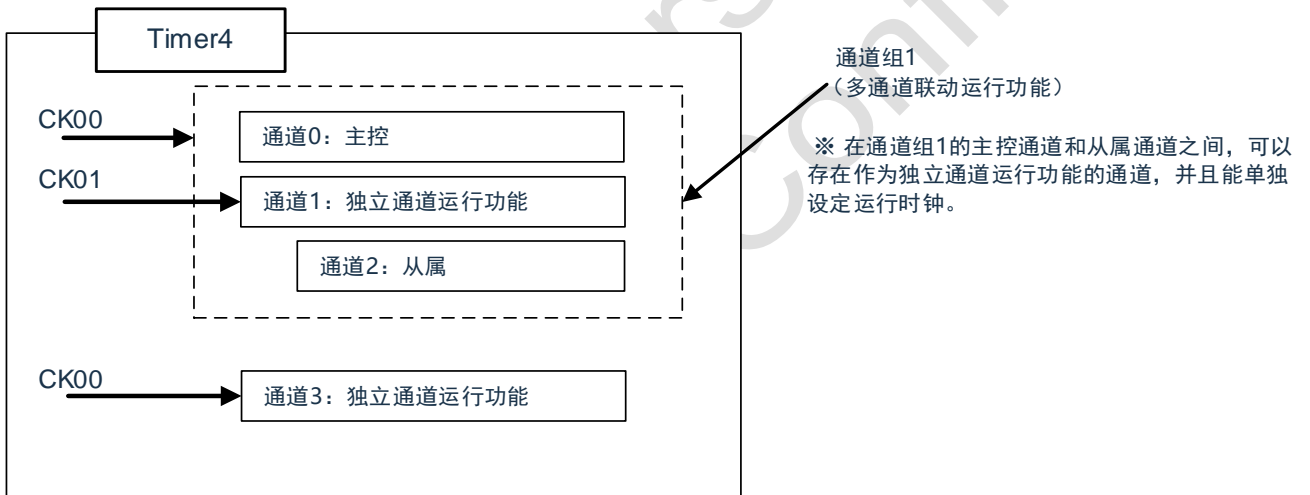 Timer4
CK00
通道0：主控
CK01
通道1：独立通道运行功能
通道2：从属
CK00
通道3：独立通道运行功能
通道组1
（多通道联动运行功能）
※ 在通道组1的主控通道和从属通道之间，可以
存在作为独立通道运行功能的通道，并且能单独
设定运行时钟。